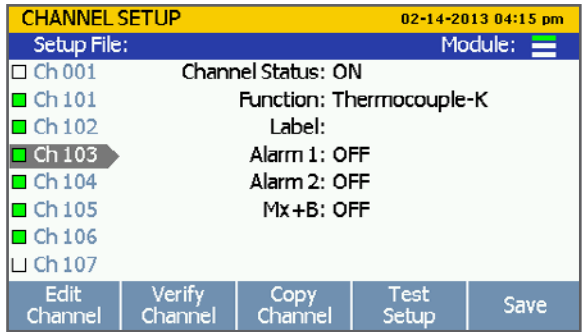 CHANNEL SETUP 02-14-2013 04:15 pm
Setup File: Module:
Ch 001 Channel Status: ON
Ch 101 Function: Thermocouple-K
Ch 102 Label:
Ch 103 Alarm 1: OFF
Ch 104 Alarm 2: OFF
Ch 105 Mx+B: OFF
Ch 106
Ch 107
Edit Channel Verify Channel Copy Channel Test Setup Save